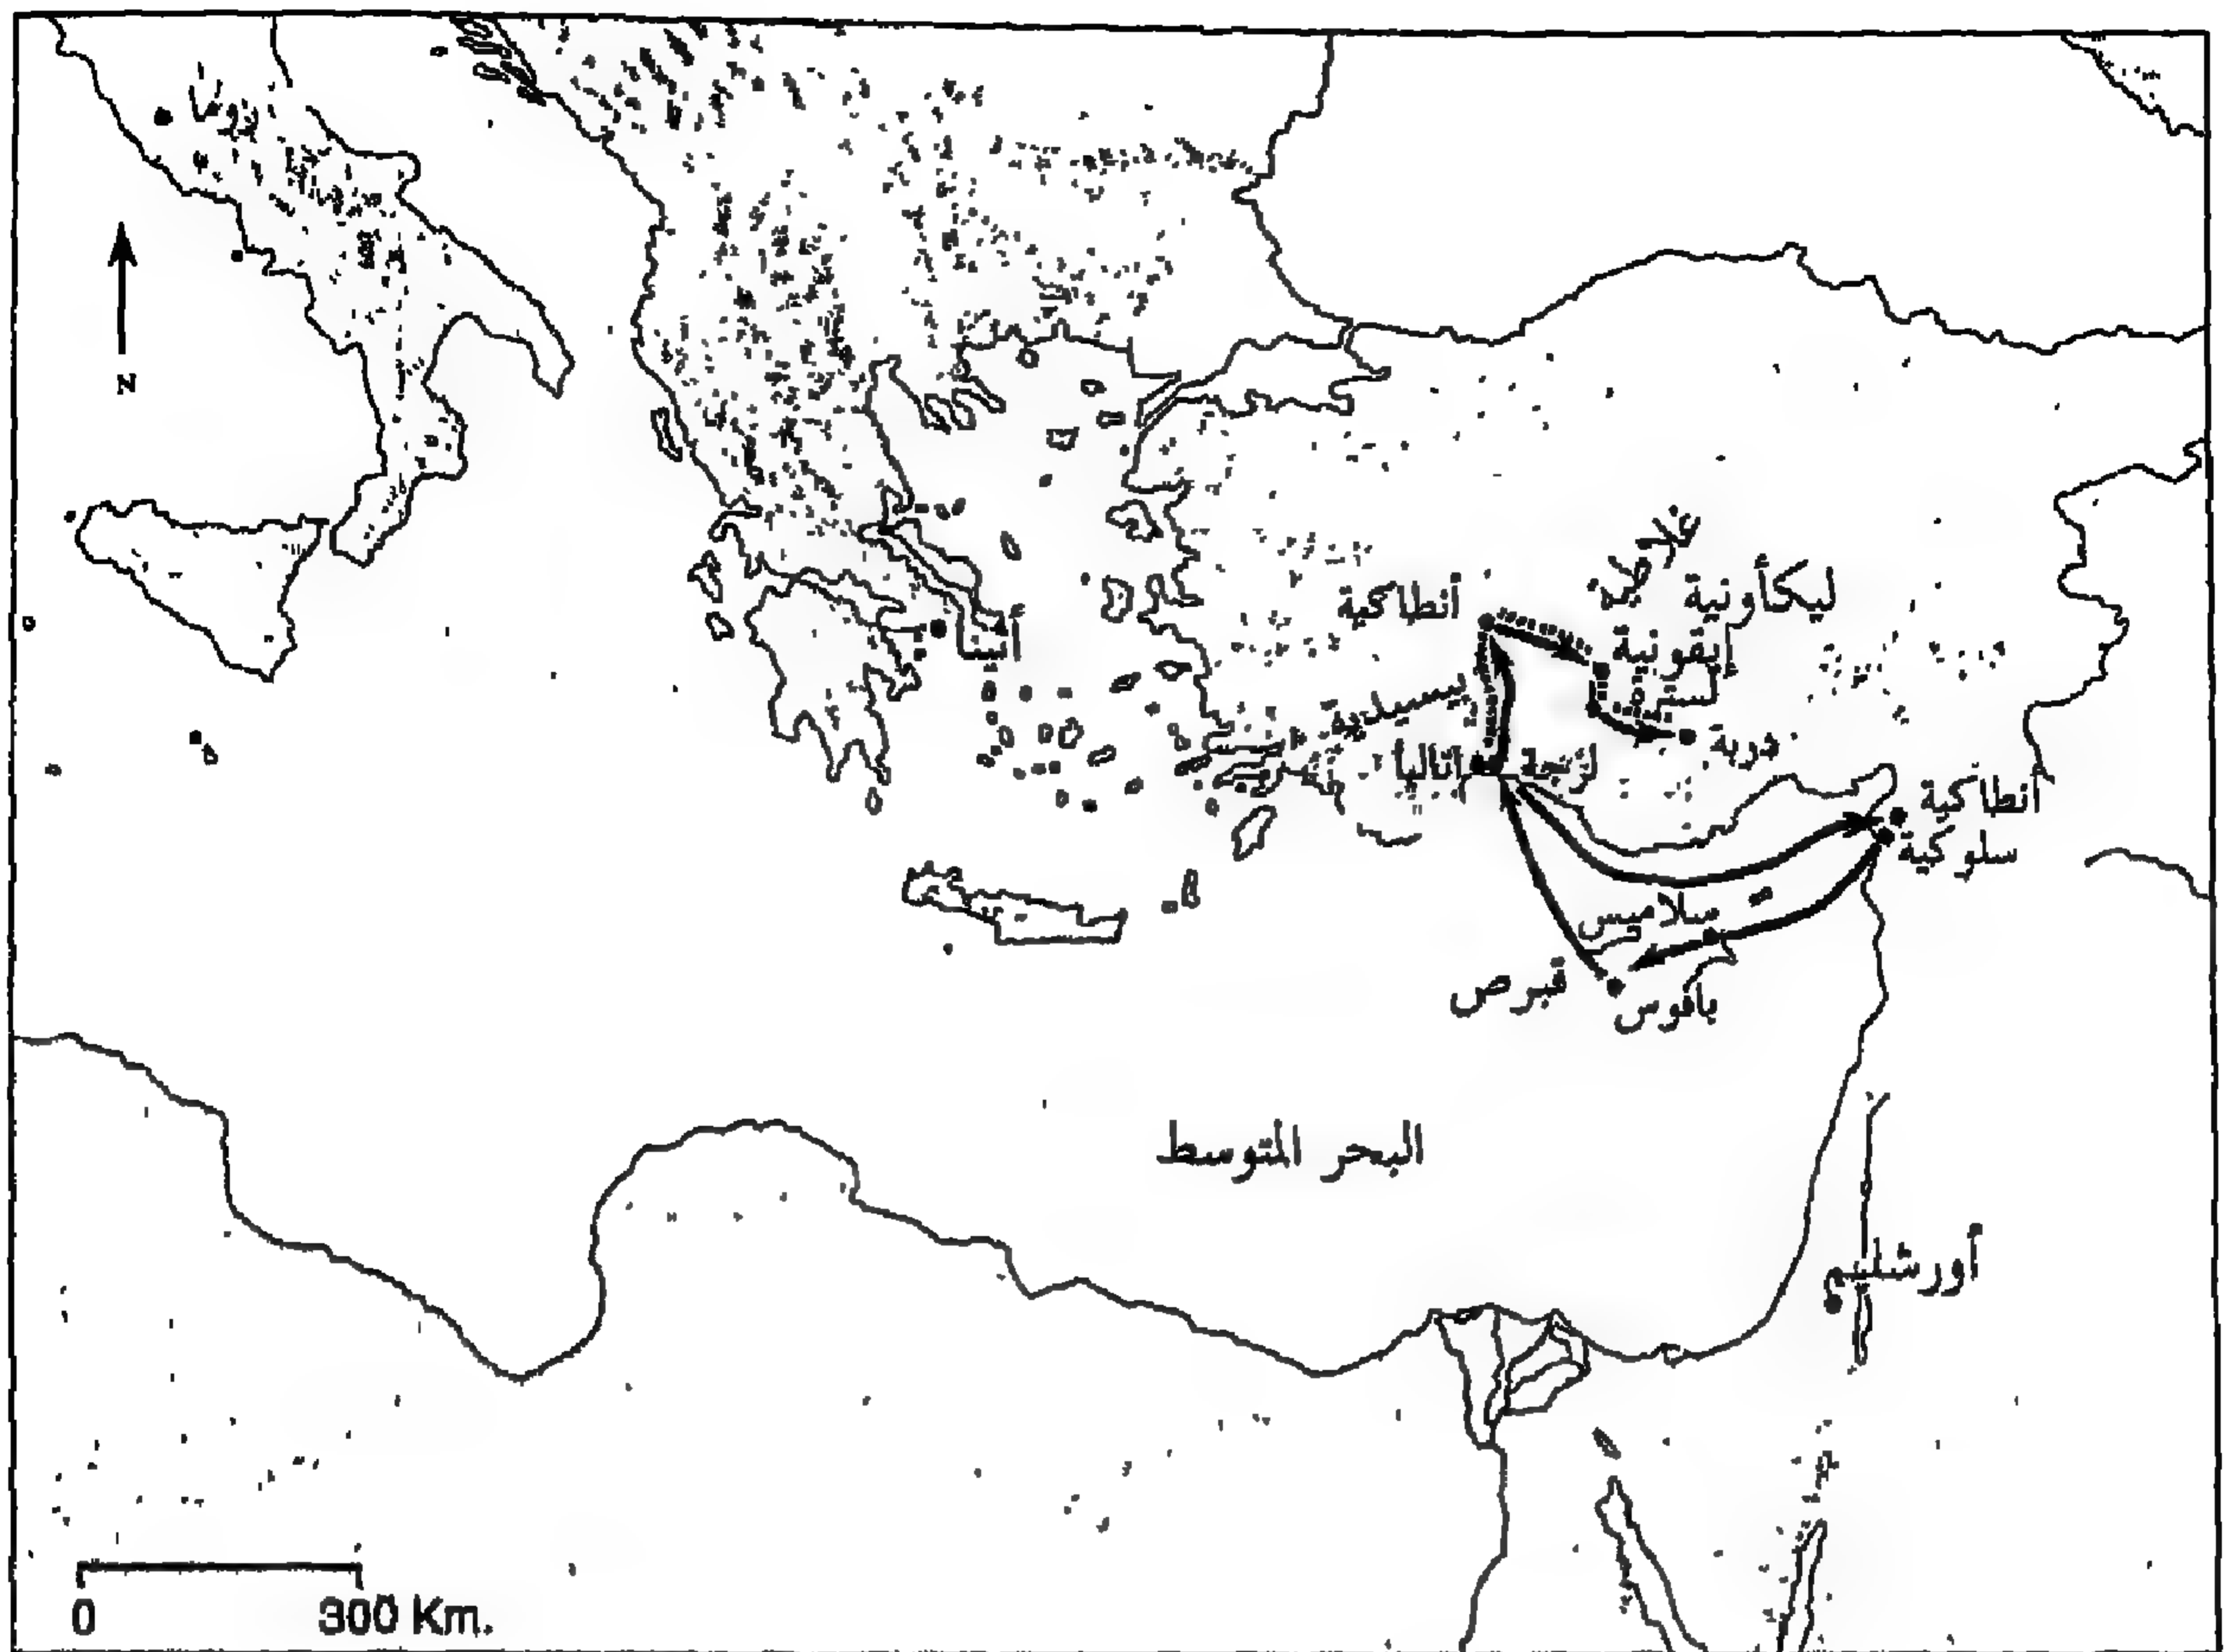 روما
N
غلاطية
ليكأونية
أنطاكية
إيقونية
أثينا
لسترة
بيسيدية
دربة
أتاليا
برجة
أنطاكية
سلوكية
سلاميس
قبرص
بافوس
البحر المتوسط
أورشليم
0
300 Km.